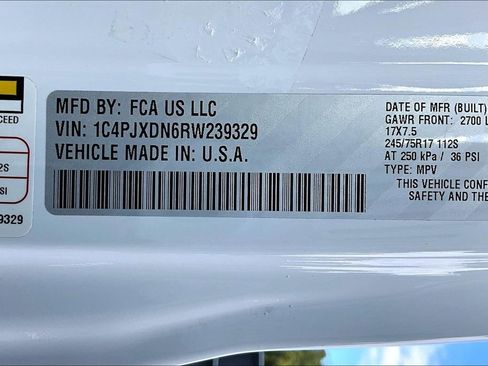 CEED
2S
SI
9329
MFD BY: FCA US LLC
VIN: 1C4PJXDN6RW239329
VEHICLE MADE IN: U.S.A.
DATE OF MFR (BUILT)
GAWR FRONT: 2700 L
17X7.5
245/75R17 112S
AT 250 kPa / 36 PSI
TYPE: MPV
THIS VEHICLE CONF
SAFETY AND THE